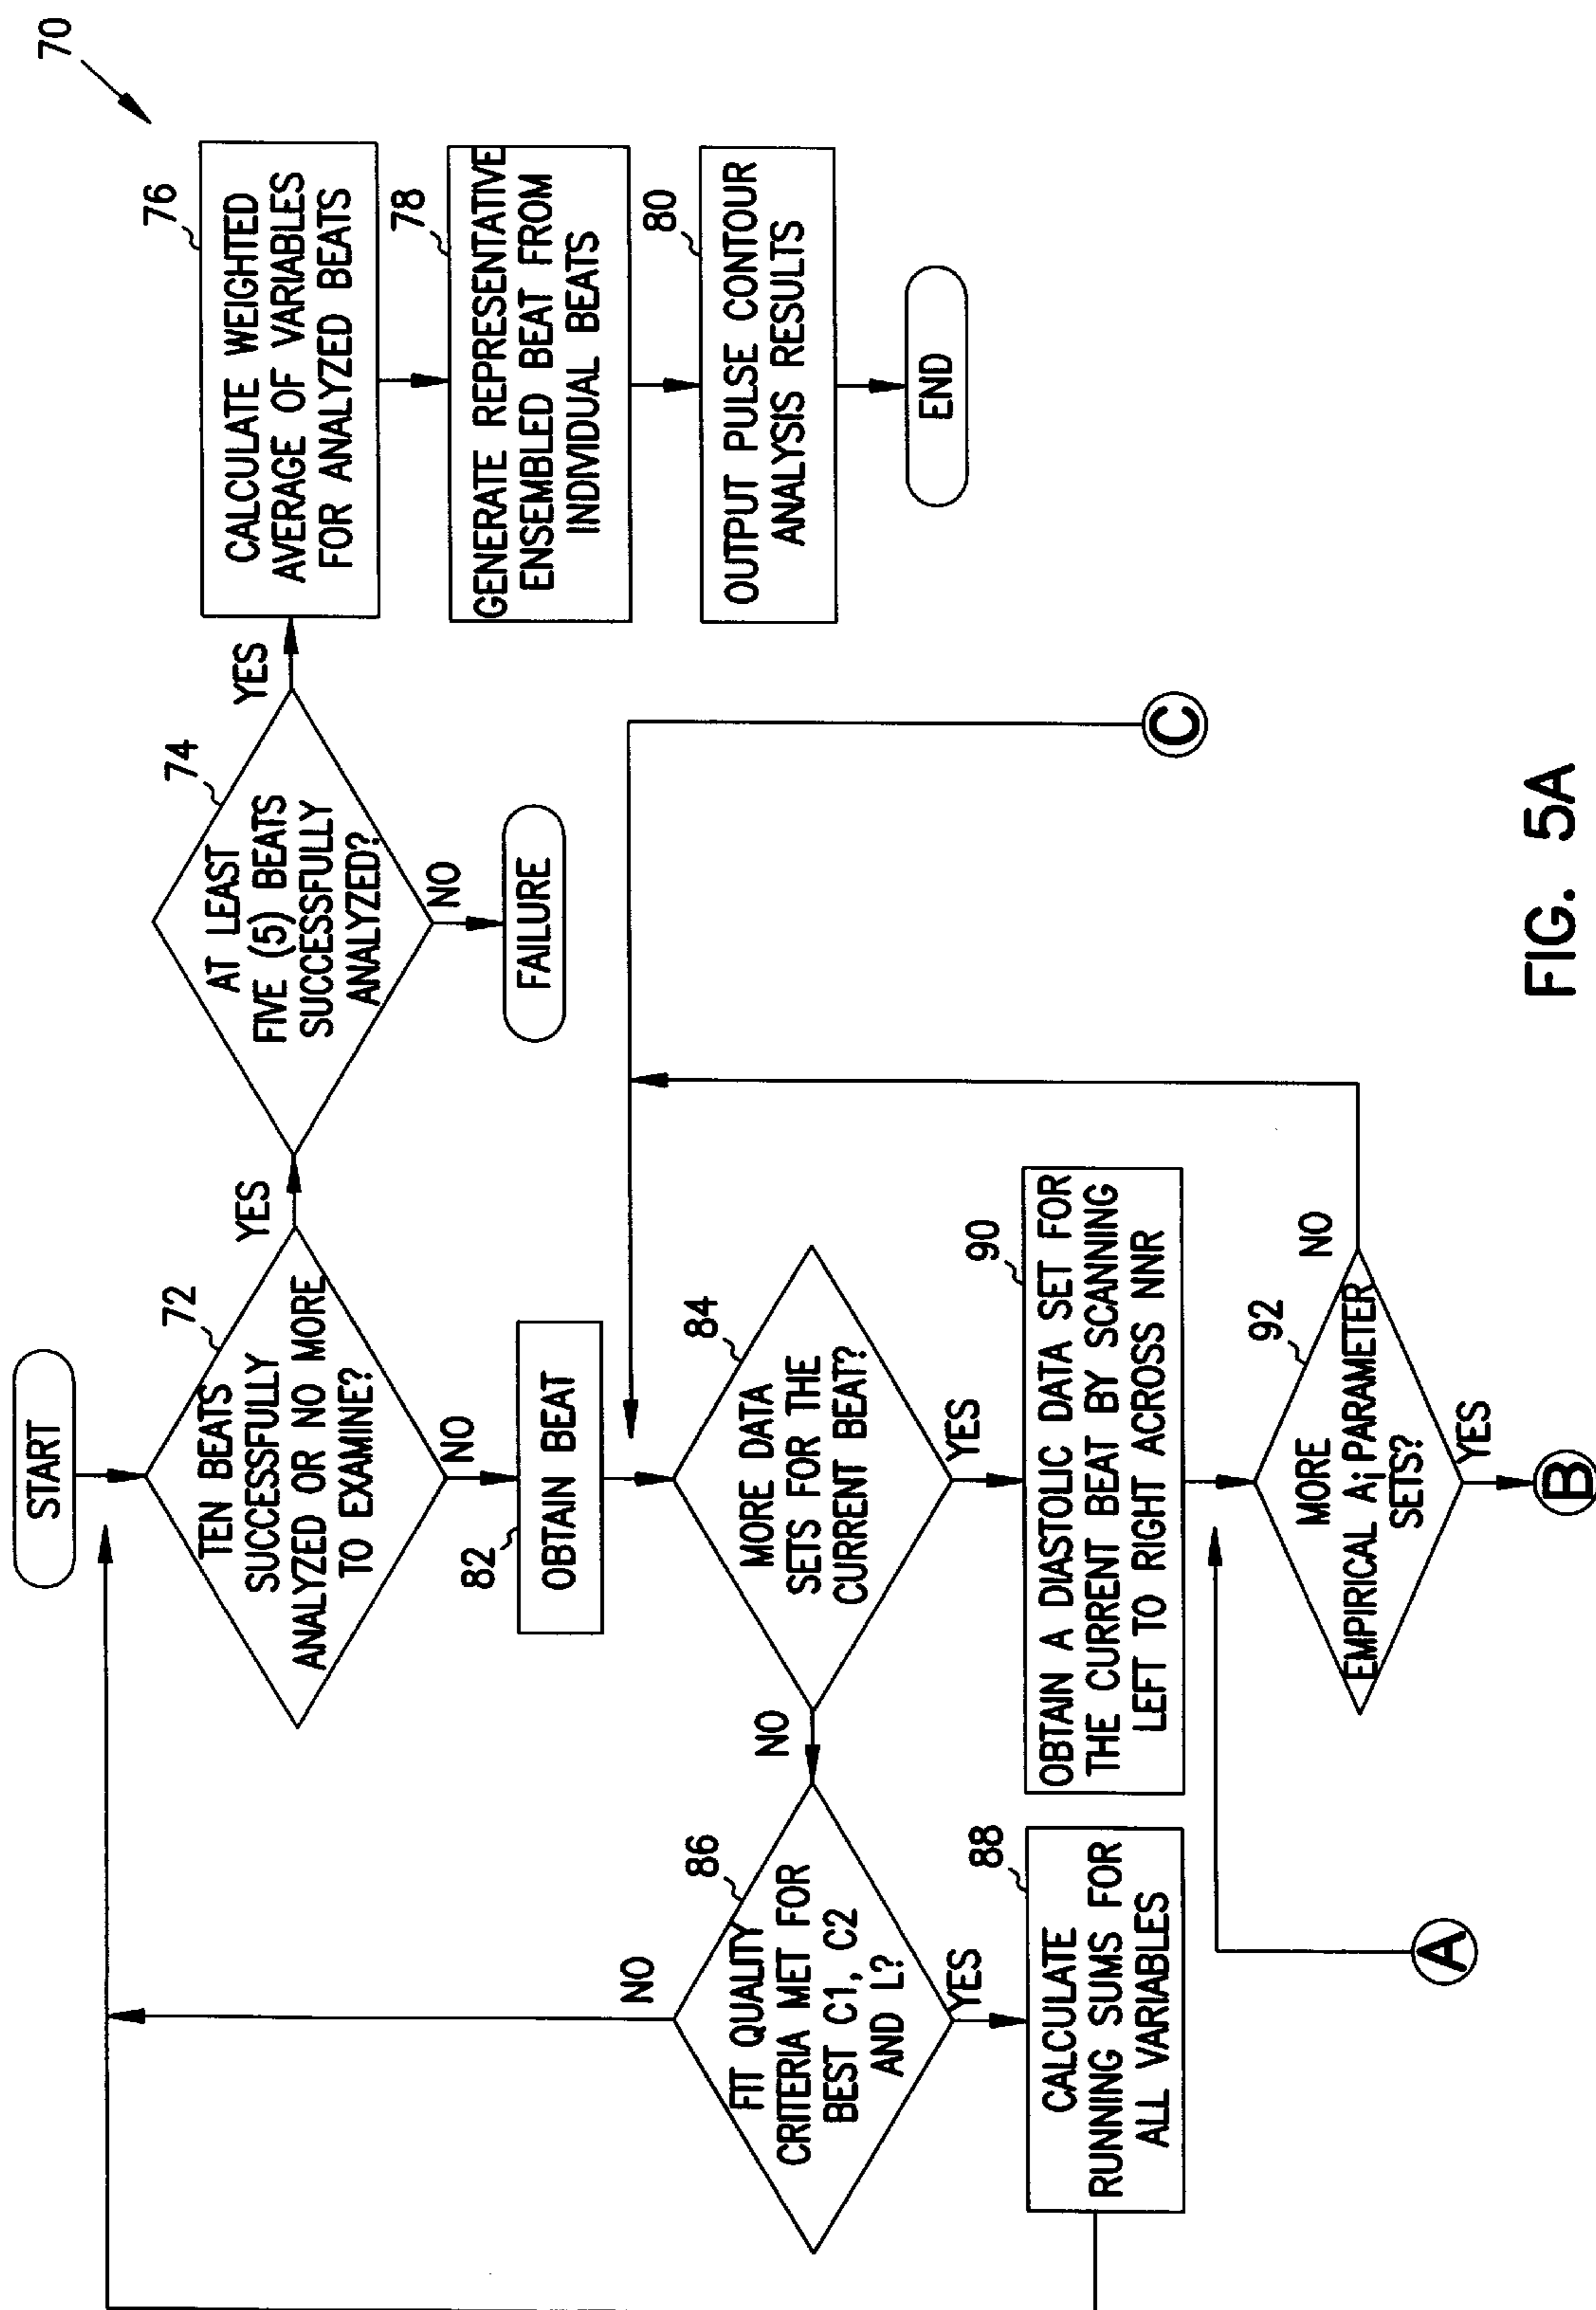 70
START
72
TEN BEATS
SUCCESSFULLY
ANALYZED OR NO MORE
TO EXAMINE?
YES
NO
74
AT LEAST
FIVE (5) BEATS
SUCCESSFULLY
ANALYZED?
YES
NO
FAILURE
76
CALCULATE WEIGHTED
AVERAGE OF VARIABLES
FOR ANALYZED BEATS
78
GENERATE REPRESENTATIVE
ENSEMBLED BEAT FROM
INDIVIDUAL BEATS
80
OUTPUT PULSE CONTOUR
ANALYSIS RESULTS
END
82
OBTAIN BEAT
84
MORE DATA
SETS FOR THE
CURRENT BEAT?
NO
YES
86
FIT QUALITY
CRITERIA MET FOR
BEST C1, C2
AND L?
NO
YES
88
CALCULATE
RUNNING SUMS FOR
ALL VARIABLES
90
OBTAIN A DIASTOLIC DATA SET FOR
THE CURRENT BEAT BY SCANNING
LEFT TO RIGHT ACROSS NNR
92
MORE
EMPIRICAL Ai PARAMETER
SETS?
NO
YES
A
B
C
FIG. 5A